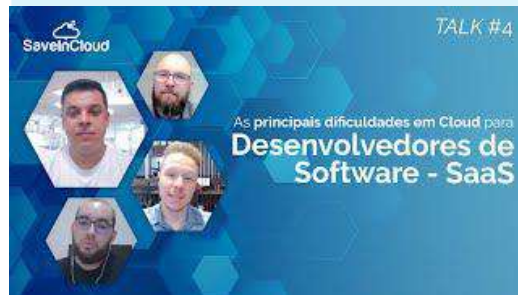 SaveinCloud
TALK #4
As principais dificuldades em Cloud para
Desenvolvedores de
Software - SaaS